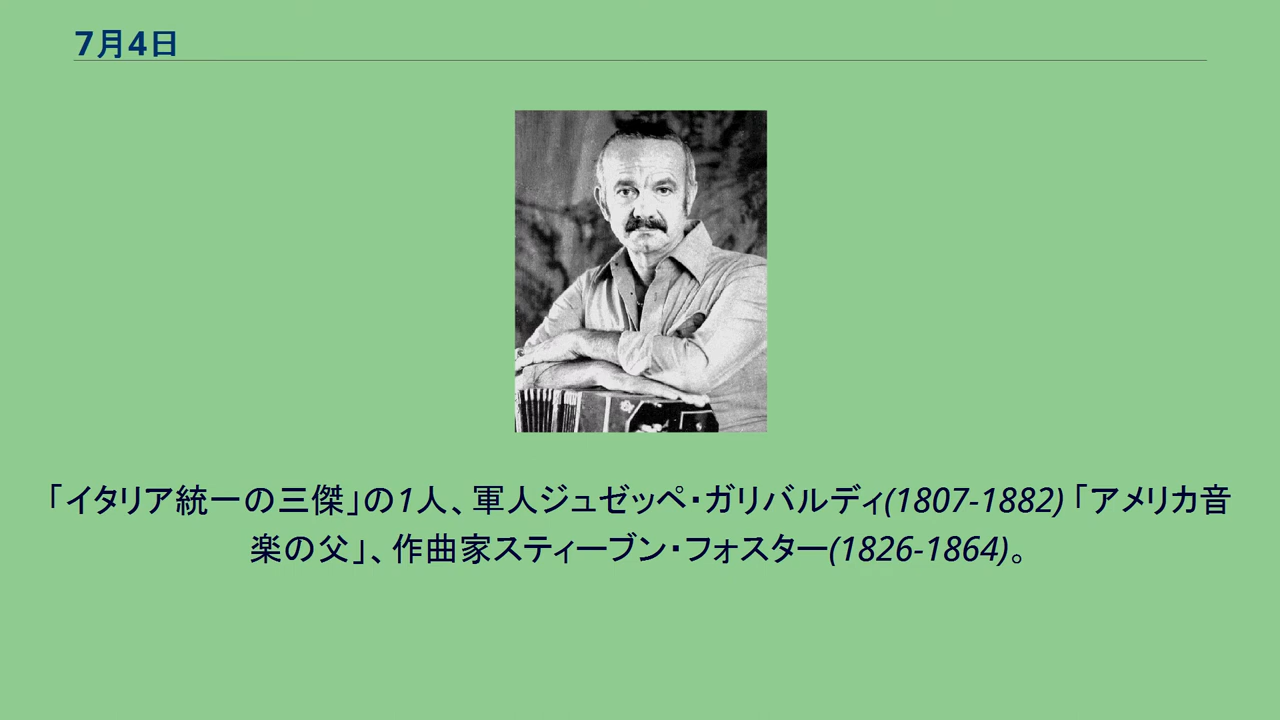 7月4日
「イタリア統一の三傑」の1人、軍人ジュゼッペ・ガリバルディ(1807-1882)「アメリカ音
楽の父」、作曲家スティーブン・フォスター(1826-1864)。